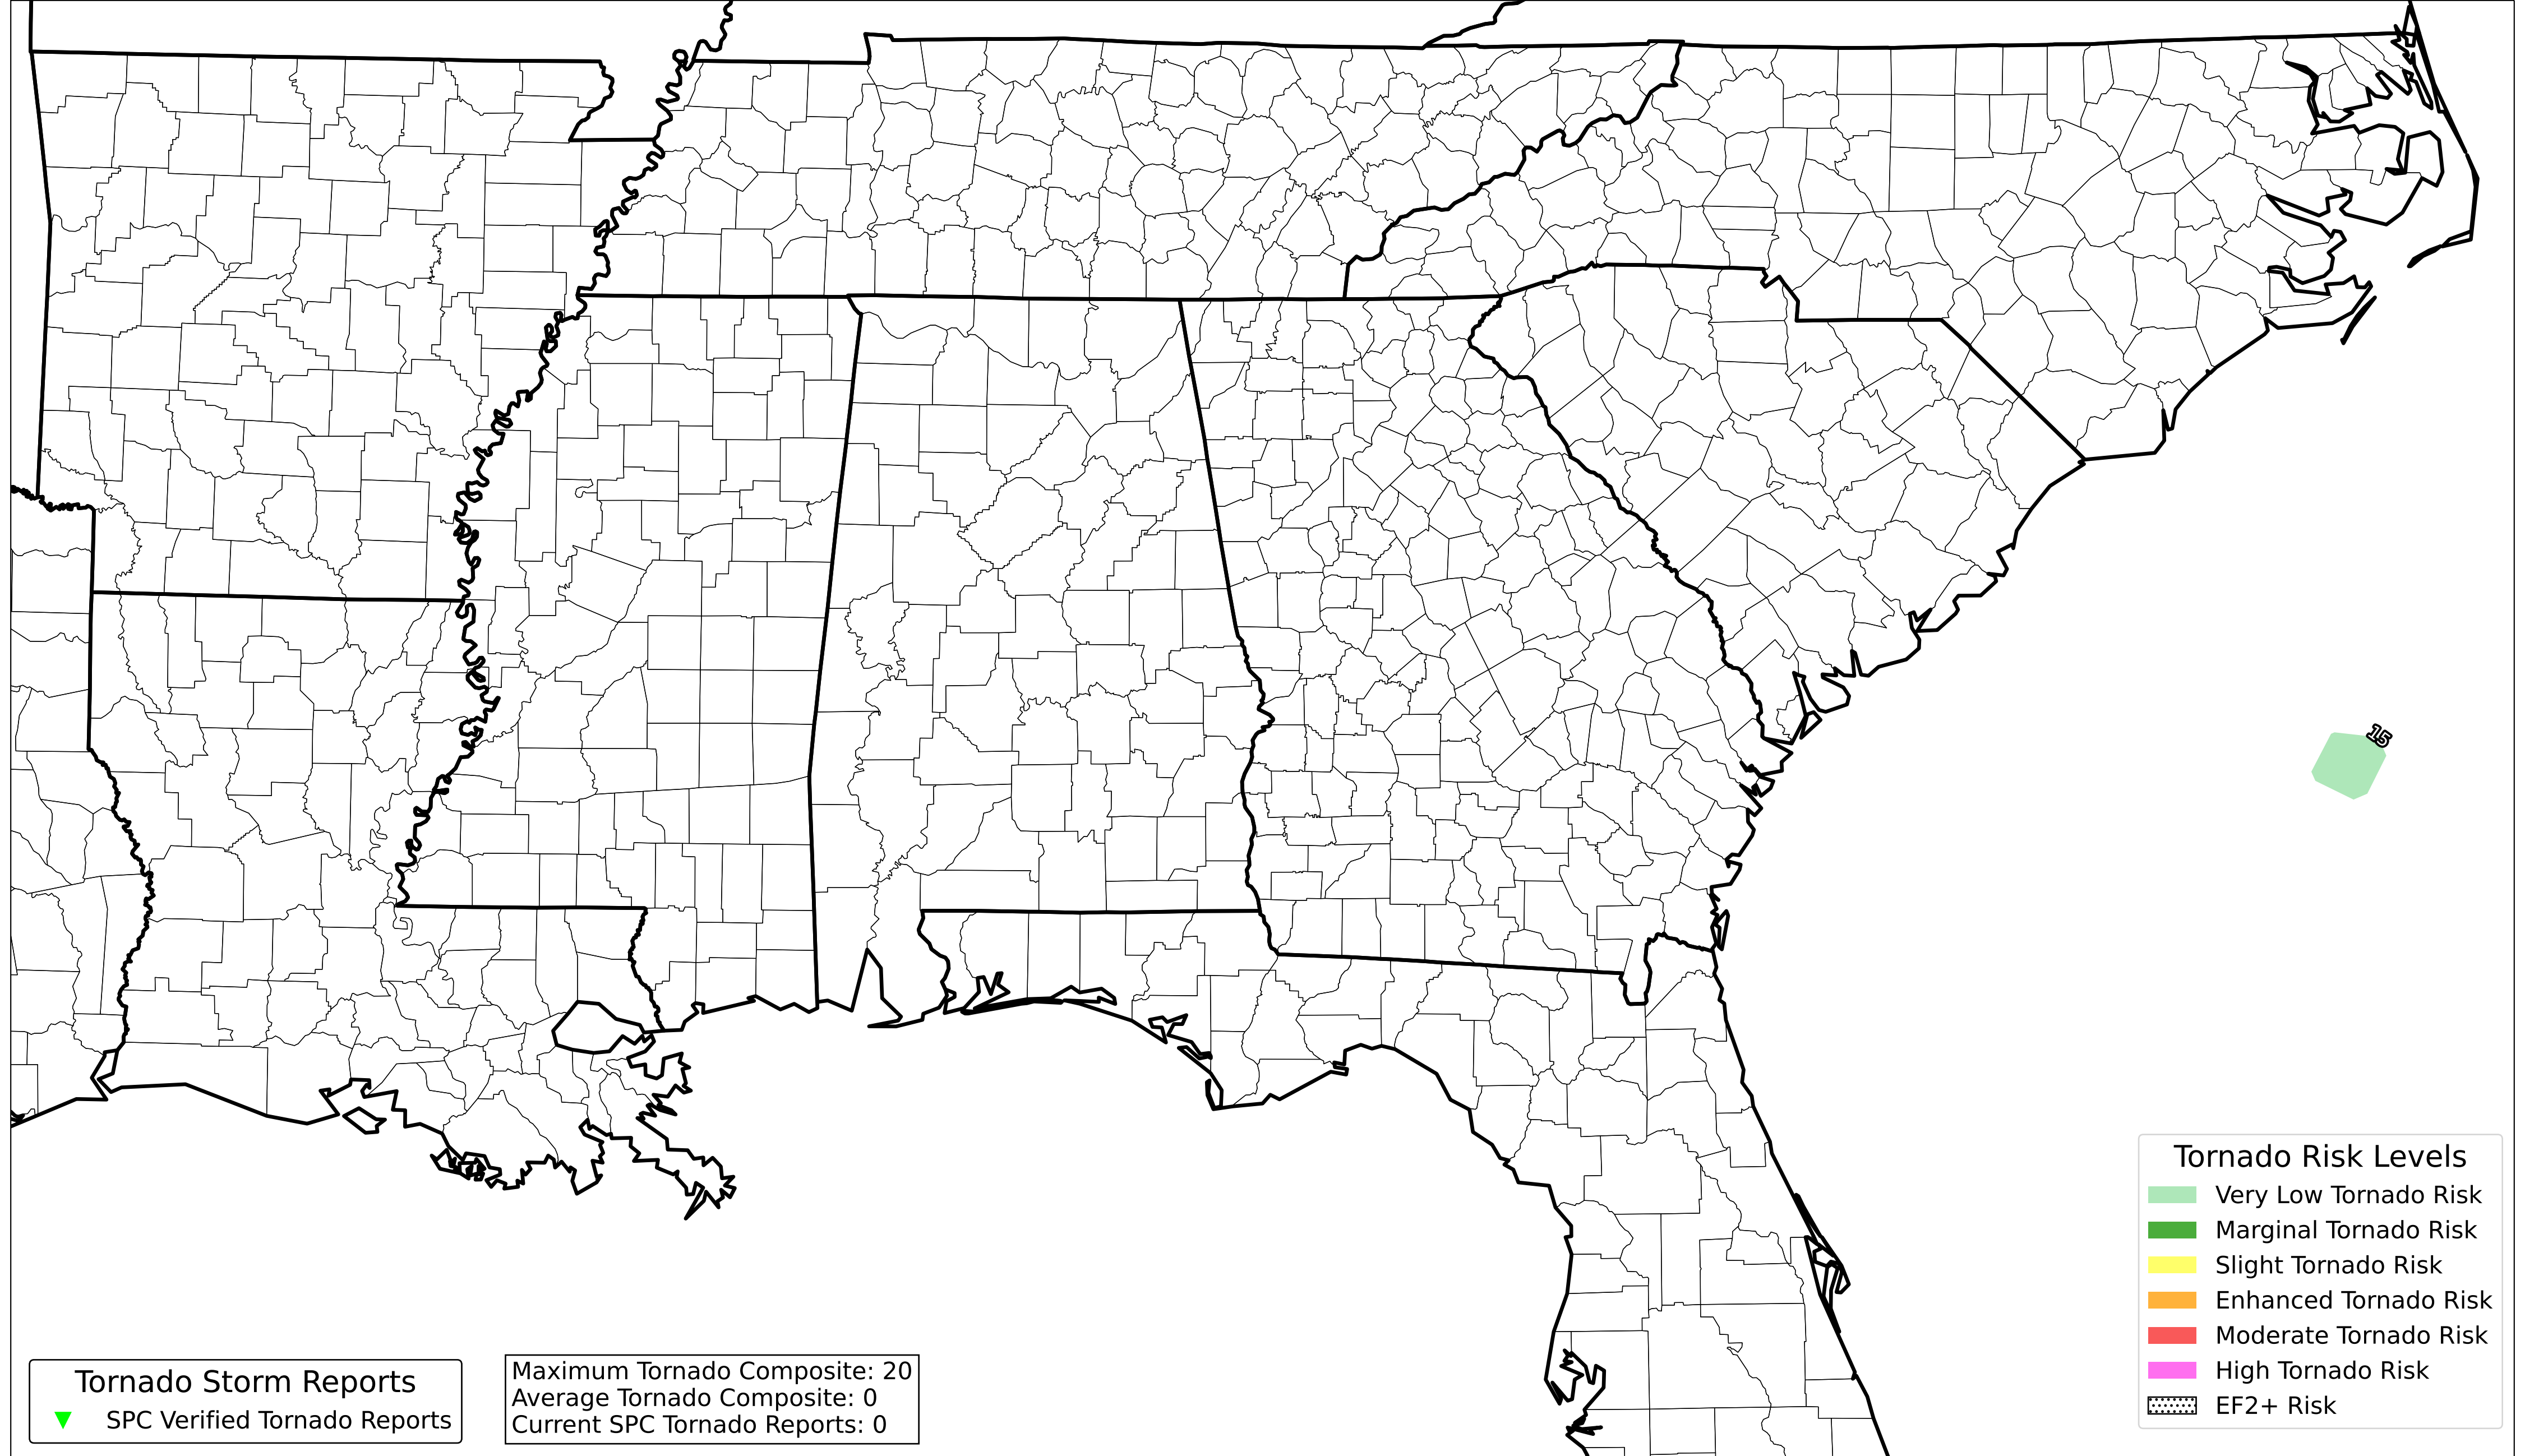 15
Tornado Risk Levels
Very Low Tornado Risk
Marginal Tornado Risk
Slight Tornado Risk
Enhanced Tornado Risk
Moderate Tornado Risk
High Tornado Risk
EF2+ Risk
Tornado Storm Reports
SPC Verified Tornado Reports
Maximum Tornado Composite: 20
Average Tornado Composite: 0
Current SPC Tornado Reports: 0